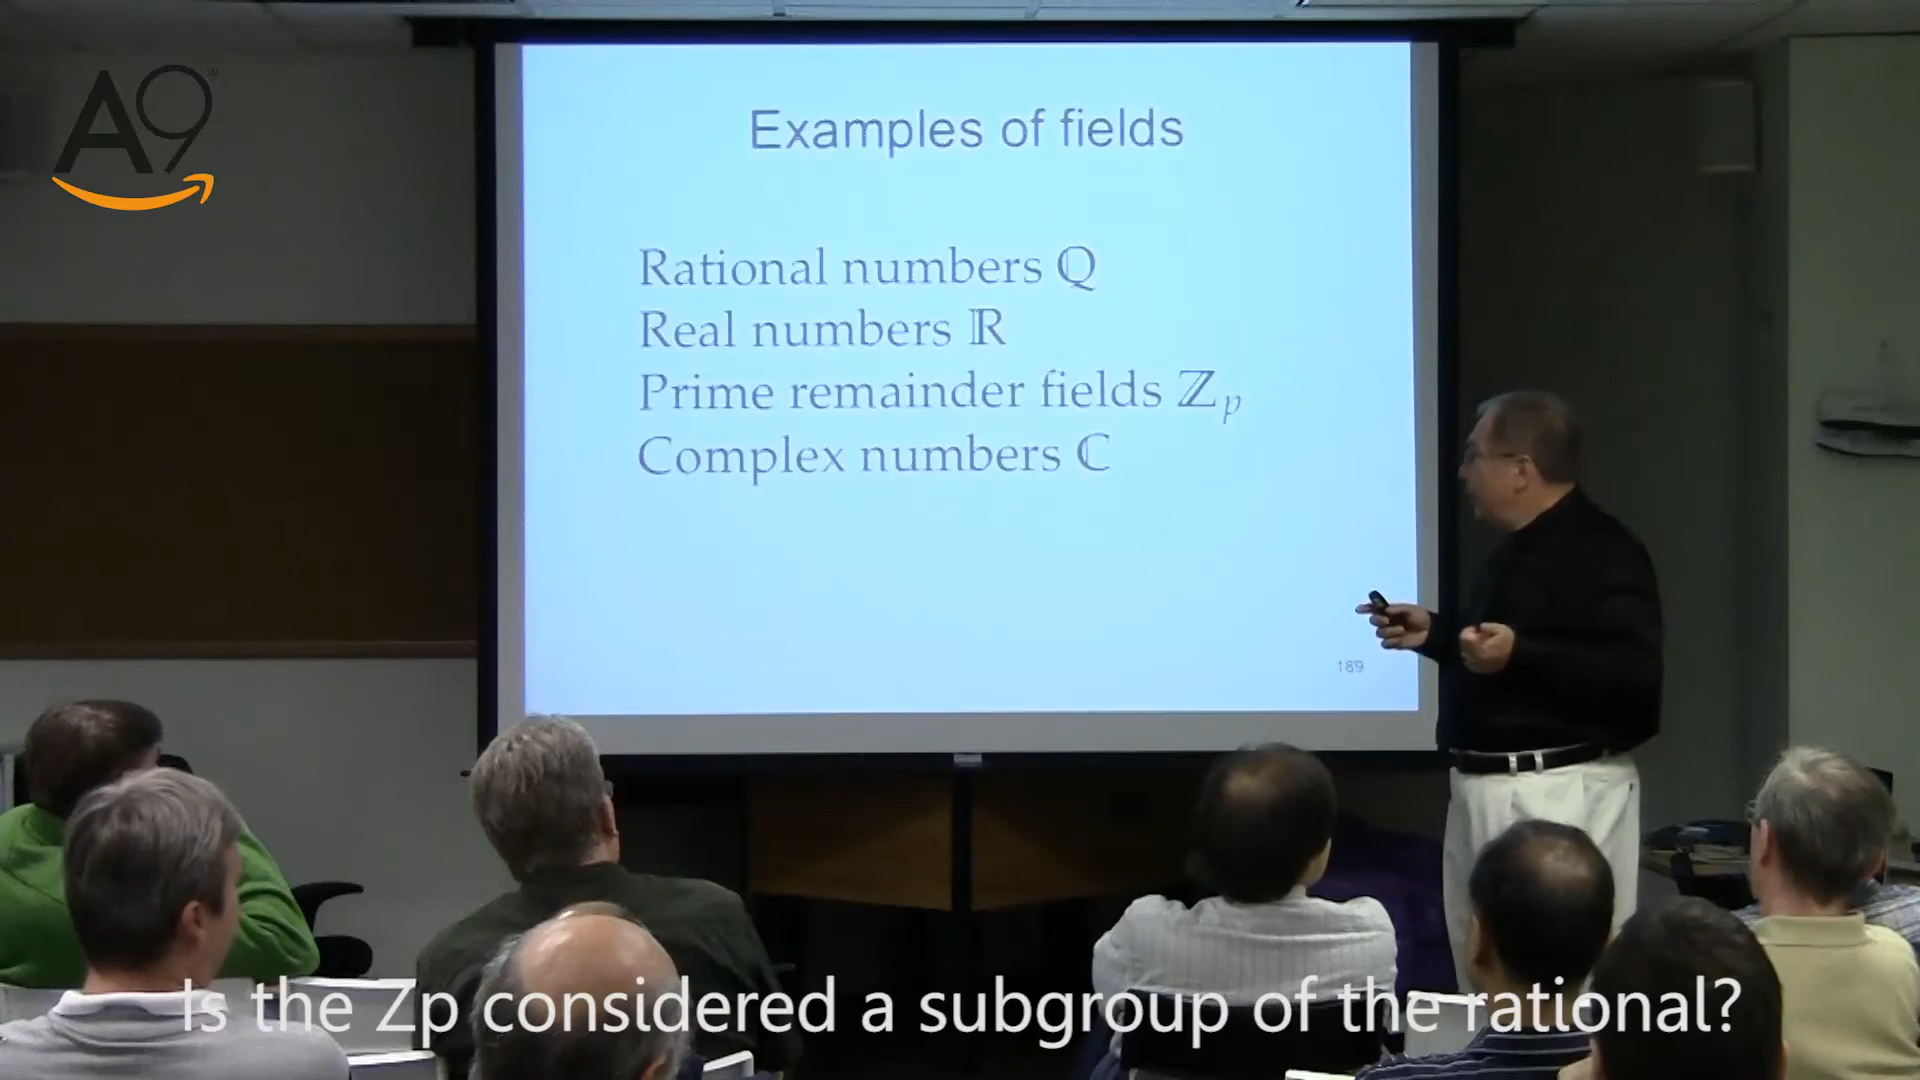 A9™
Examples of fields
Rational numbers ℚ
Real numbers ℝ
Prime remainder fields ℤp
Complex numbers ℂ
189
Is the Zp considered a subgroup of the rational?